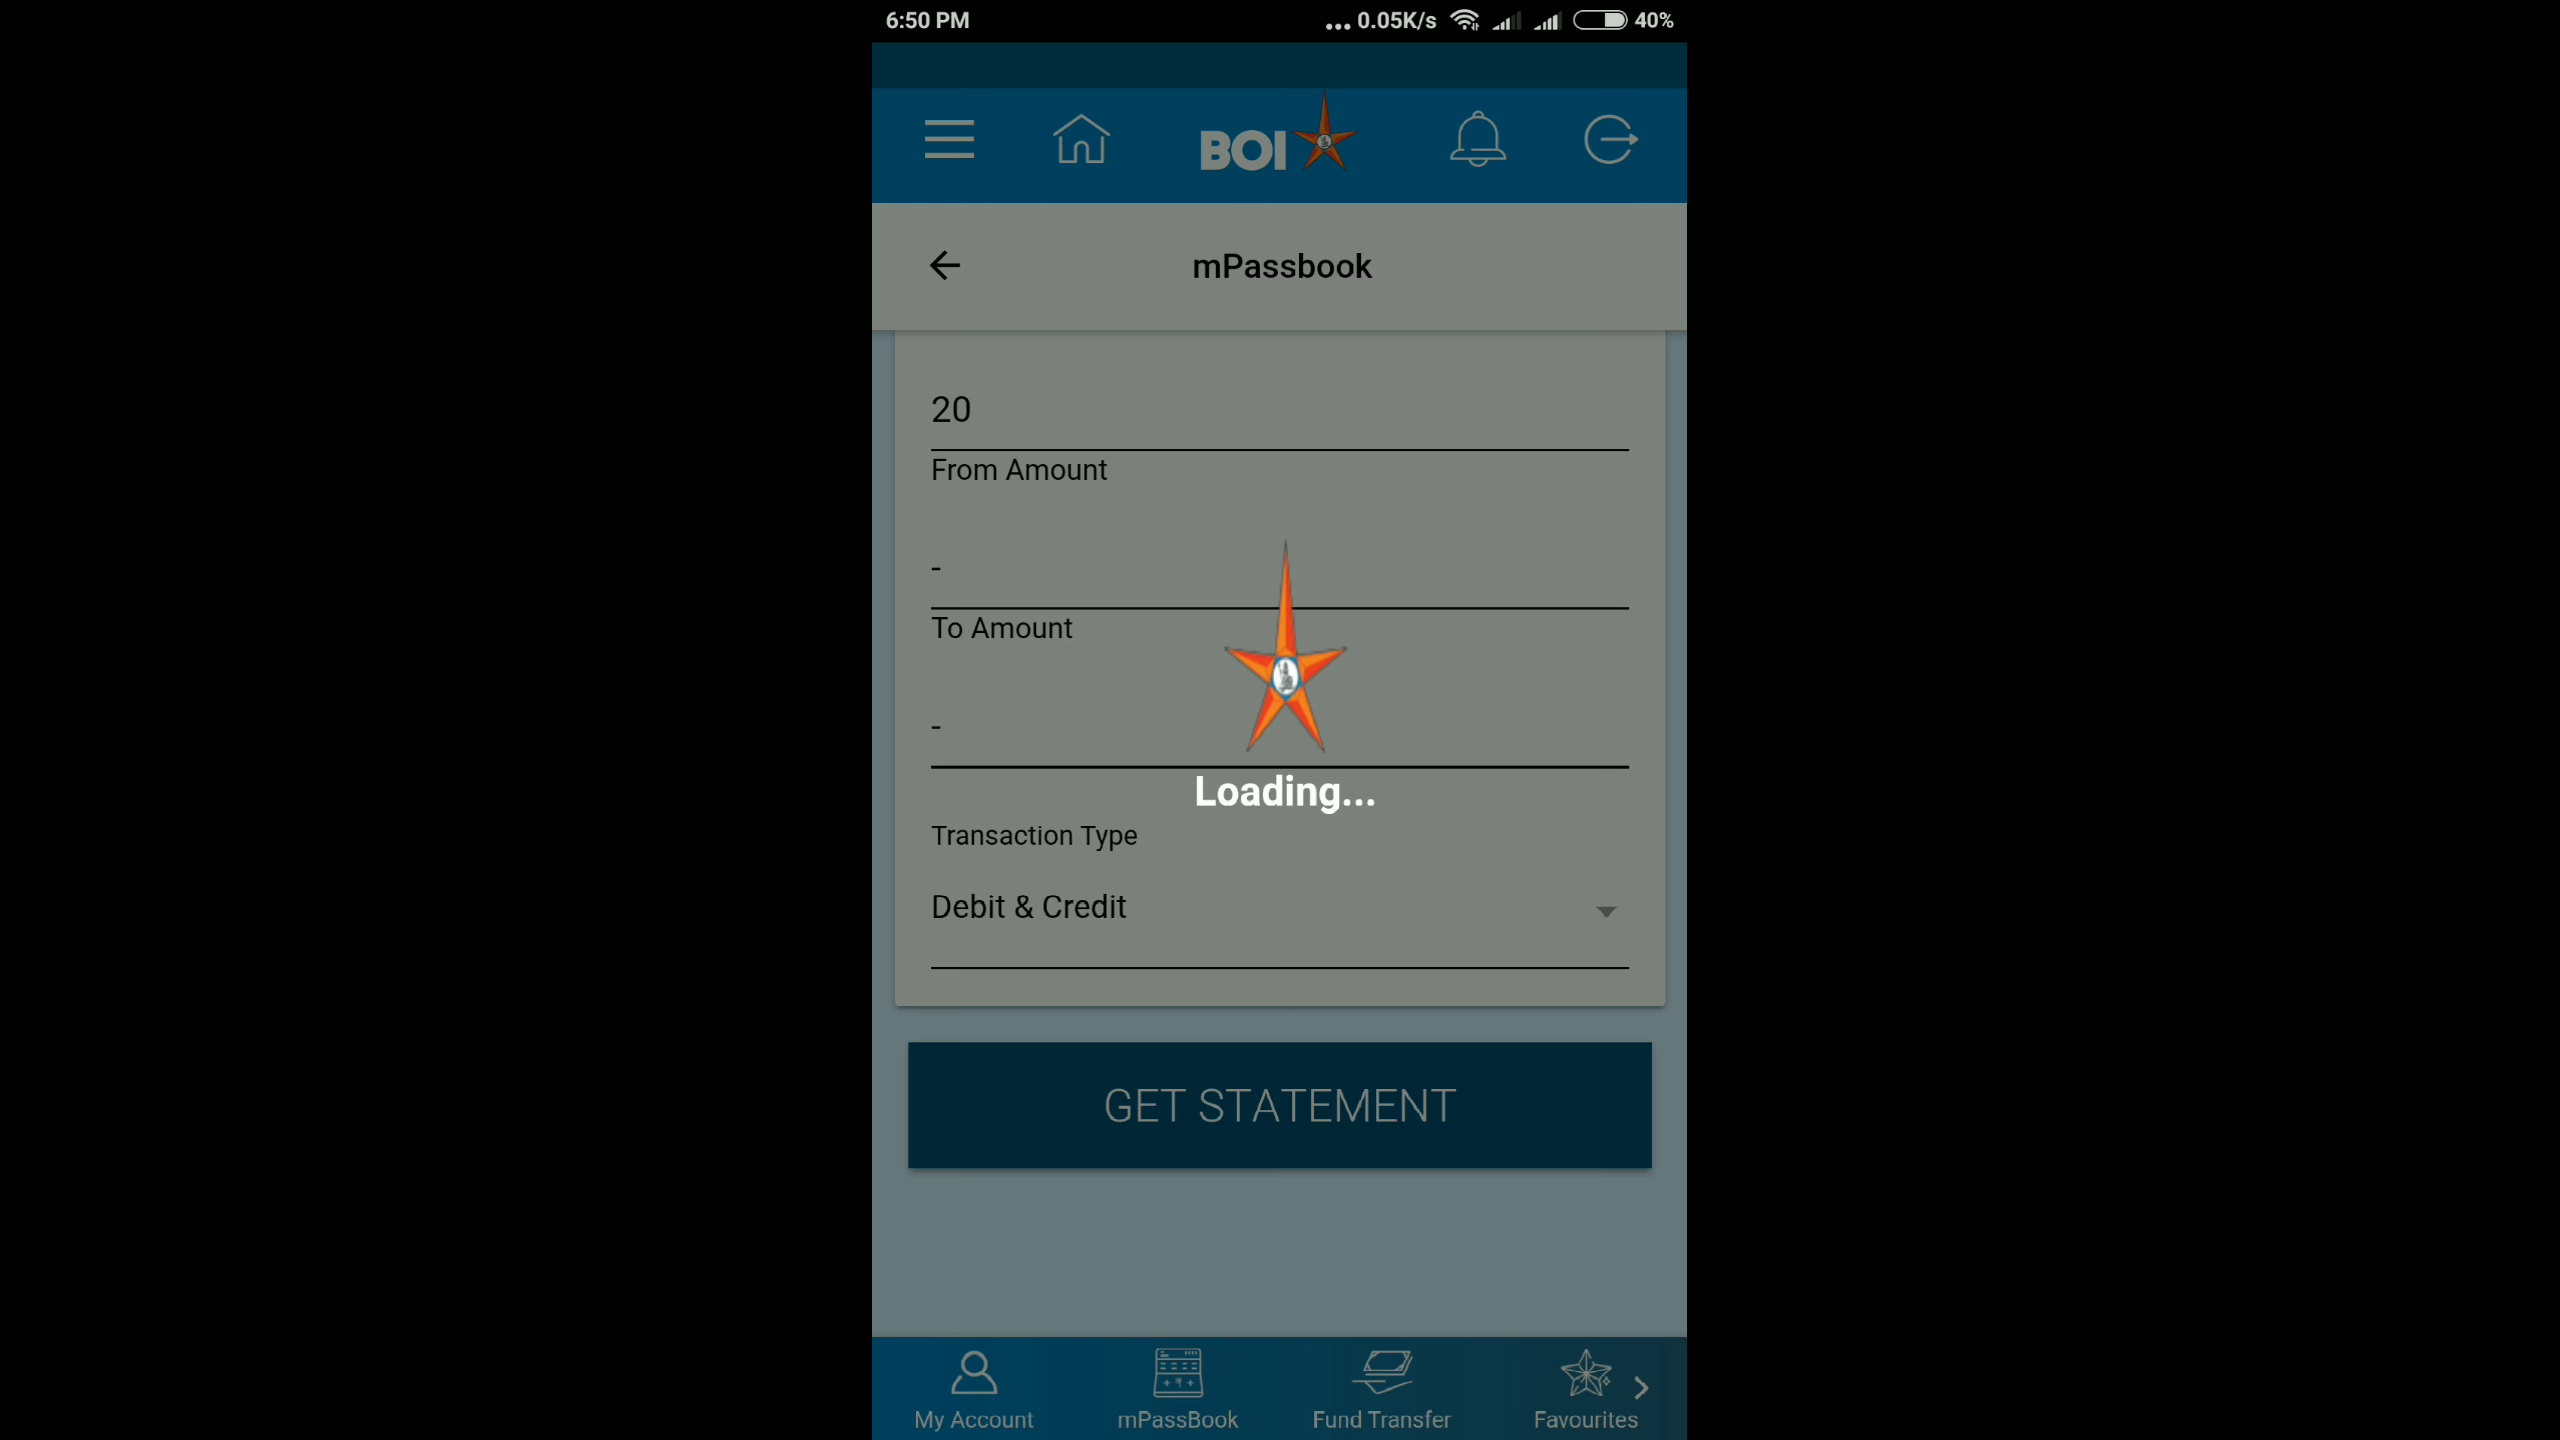 6:50 PM
... 0.05K/s
40%
BOI
mPassbook
20
From Amount
-
To Amount
-
Loading...
Transaction Type
Debit & Credit
GET STATEMENT
My Account
mPassBook
Fund Transfer
Favourites